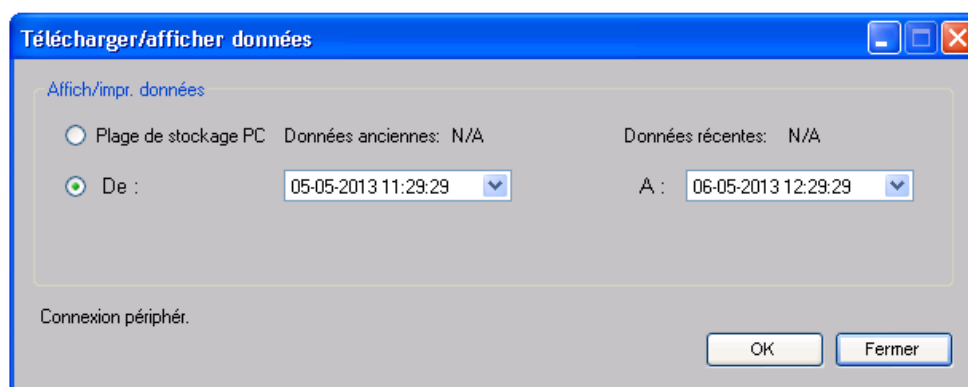 Télécharger/afficher données
Affich/impr. données
Plage de stockage PC Données anciennes: N/A Données récentes: N/A
De : 05-05-2013 11:29:29 A : 06-05-2013 12:29:29
Connexion périphér.
OK Fermer